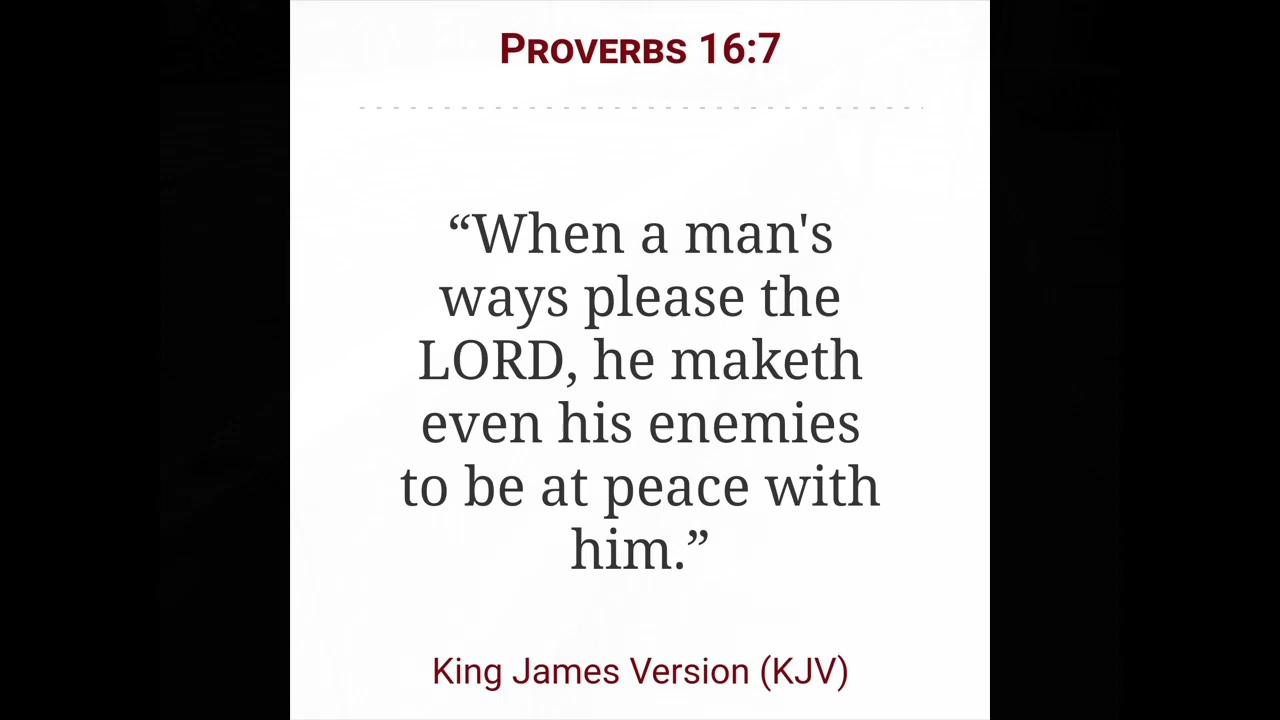 PROVERBS 16:7
“When a man's
ways please the
LORD, he maketh
even his enemies
to be at peace with
him.”
King James Version (KJV)